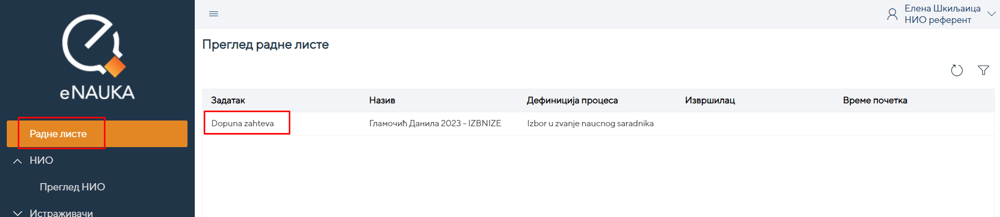 eNAUKA
Радне листе
НИО
Преглед НИО
Истраживачи
Елена Шкиљаица
НИО референт
Преглед радне листе
Задатак Назив Дефиниција процеса Извршилац Време почетка
Dopuna zahteva Гламочић Данила 2023 - IZBNIZE Izbor u zvanje naucnog saradnika